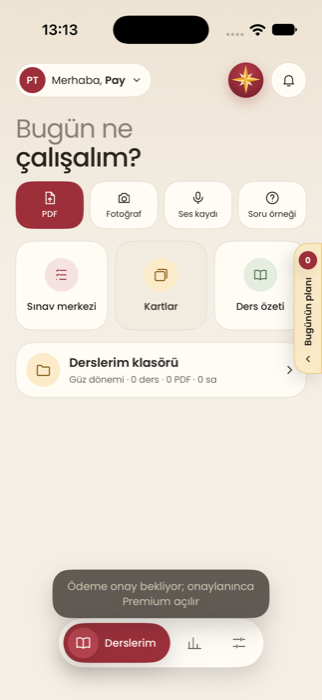 13:13
PT Merhaba, Pay
Bugün ne
çalışalım?
PDF
Fotoğraf
Ses kaydı
Soru örneği
Sınav merkezi
Kartlar
Ders özeti
0
Bugünün planı
Derslerim klasörü
Güz dönemi · 0 ders · 0 PDF · 0 sa
Ödeme onay bekliyor; onaylanınca
Premium açılır
Derslerim